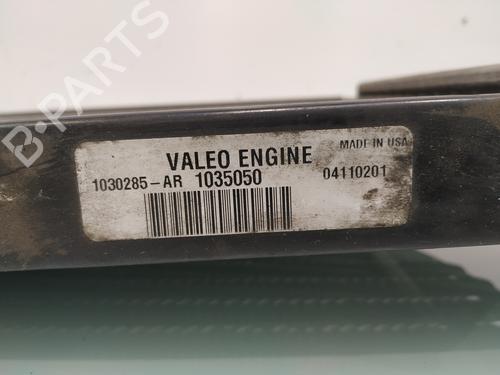 B-PARTS
VALEO ENGINE
MADE IN USA
1030285-AR 1035050
04110201